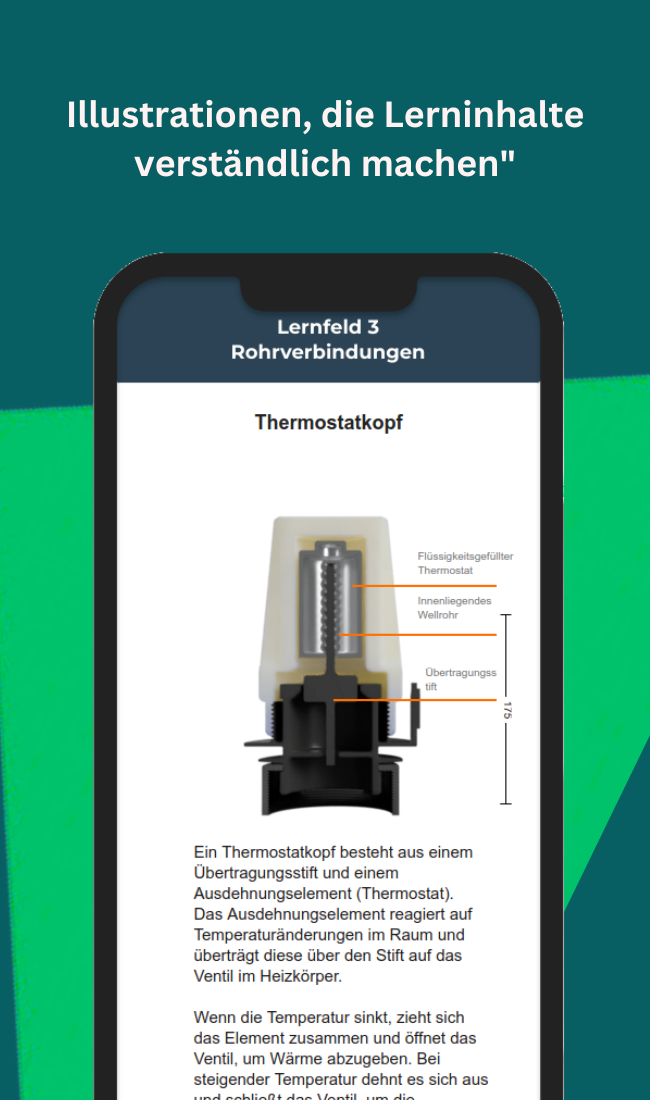 Illustrationen, die Lerninhalte
verständlich machen"
Lernfeld 3
Rohrverbindungen
Thermostatkopf
Flüssigkeitsgefüllter
Thermostat
Innenliegendes
Wellrohr
Übertragungss
tift
175
Ein Thermostatkopf besteht aus einem
Übertragungsstift und einem
Ausdehnungselement (Thermostat).
Das Ausdehnungselement reagiert auf
Temperaturänderungen im Raum und
überträgt diese über den Stift auf das
Ventil im Heizkörper.
Wenn die Temperatur sinkt, zieht sich
das Element zusammen und öffnet das
Ventil, um Wärme abzugeben. Bei
steigender Temperatur dehnt es sich aus
und schließt das Ventil, um die